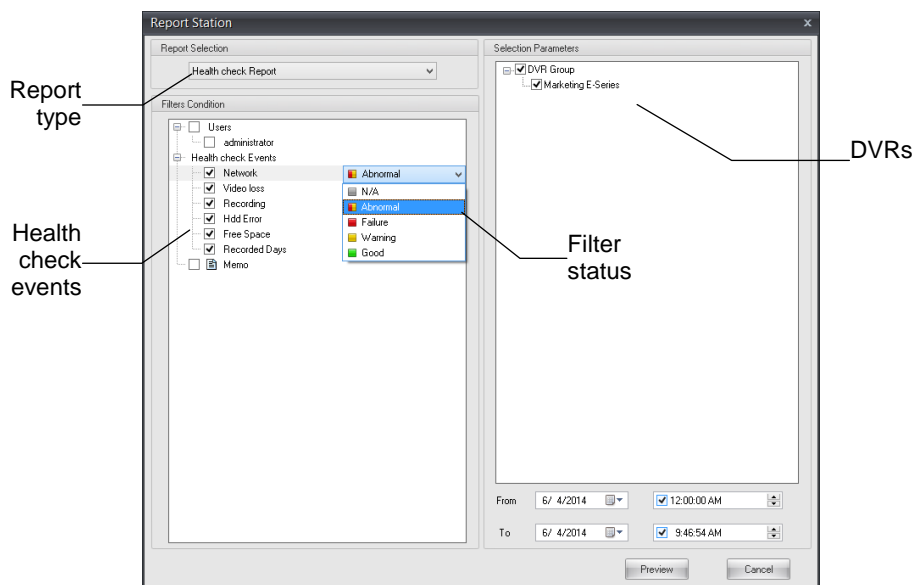 Report Station
x
Report Selection
Health check Report
Filters Condition
Users
administrator
Health check Events
Network
Abnormal
Video loss
N/A
Recording
Abnormal
Hdd Error
Failure
Free Space
Warning
Recorded Days
Good
Memo
Selection Parameters
DVR Group
Marketing E-Series
From 6/ 4/2014 12:00:00 AM
To 6/ 4/2014 9:46:54 AM
Preview
Cancel
Report
type
Health
check
events
Filter
status
DVRs